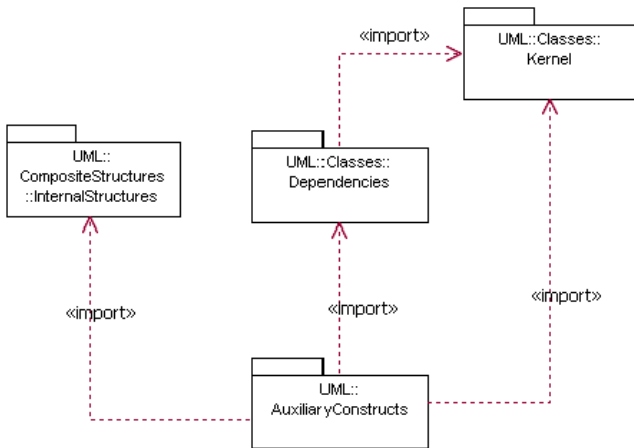 «import»
UML::Classes::
Kernel
UML::
CompositeStructures
::InternalStructures
UML::Classes::
Dependencies
«import»
«import»
«import»
UML::
AuxiliaryConstructs